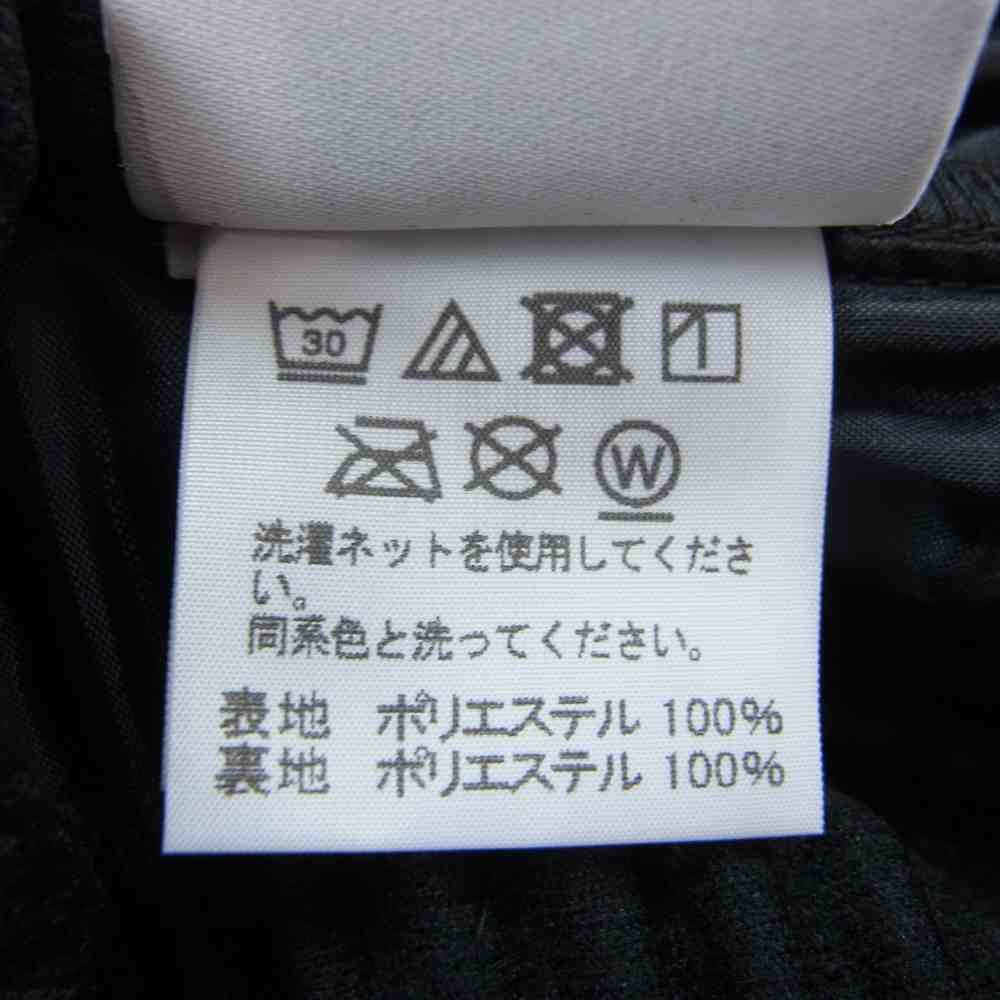 30
W
洗濯ネットを使用してくださ
い。
同系色と洗ってください。
表地　ポリエステル 100%
裏地　ポリエステル 100%